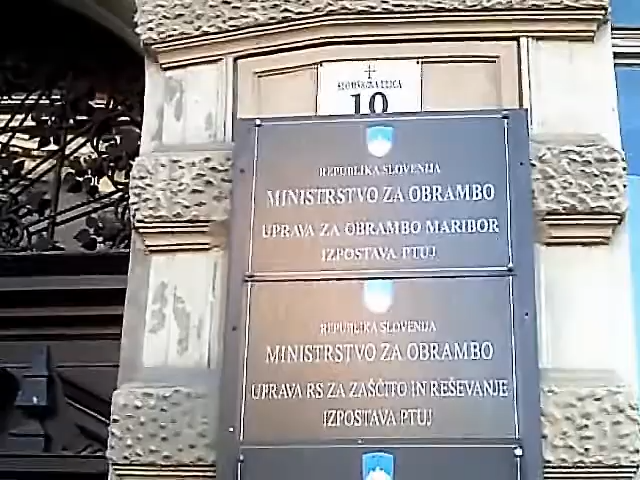 SLOMŠKOVA ULICA
10
REPUBLIKA SLOVENIJA
MINISTRSTVO ZA OBRAMBO
UPRAVA ZA OBRAMBO MARIBOR
IZPOSTAVA PTUJ
REPUBLIKA SLOVENIJA
MINISTRSTVO ZA OBRAMBO
UPRAVA RS ZA ZAŠČITO IN REŠEVANJE
IZPOSTAVA PTUJ